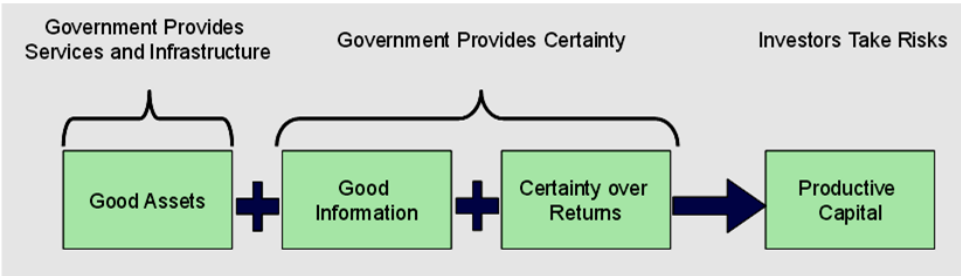 Government Provides
Services and Infrastructure
Government Provides Certainty
Investors Take Risks
Good Assets
Good
Information
Certainty over
Returns
Productive
Capital